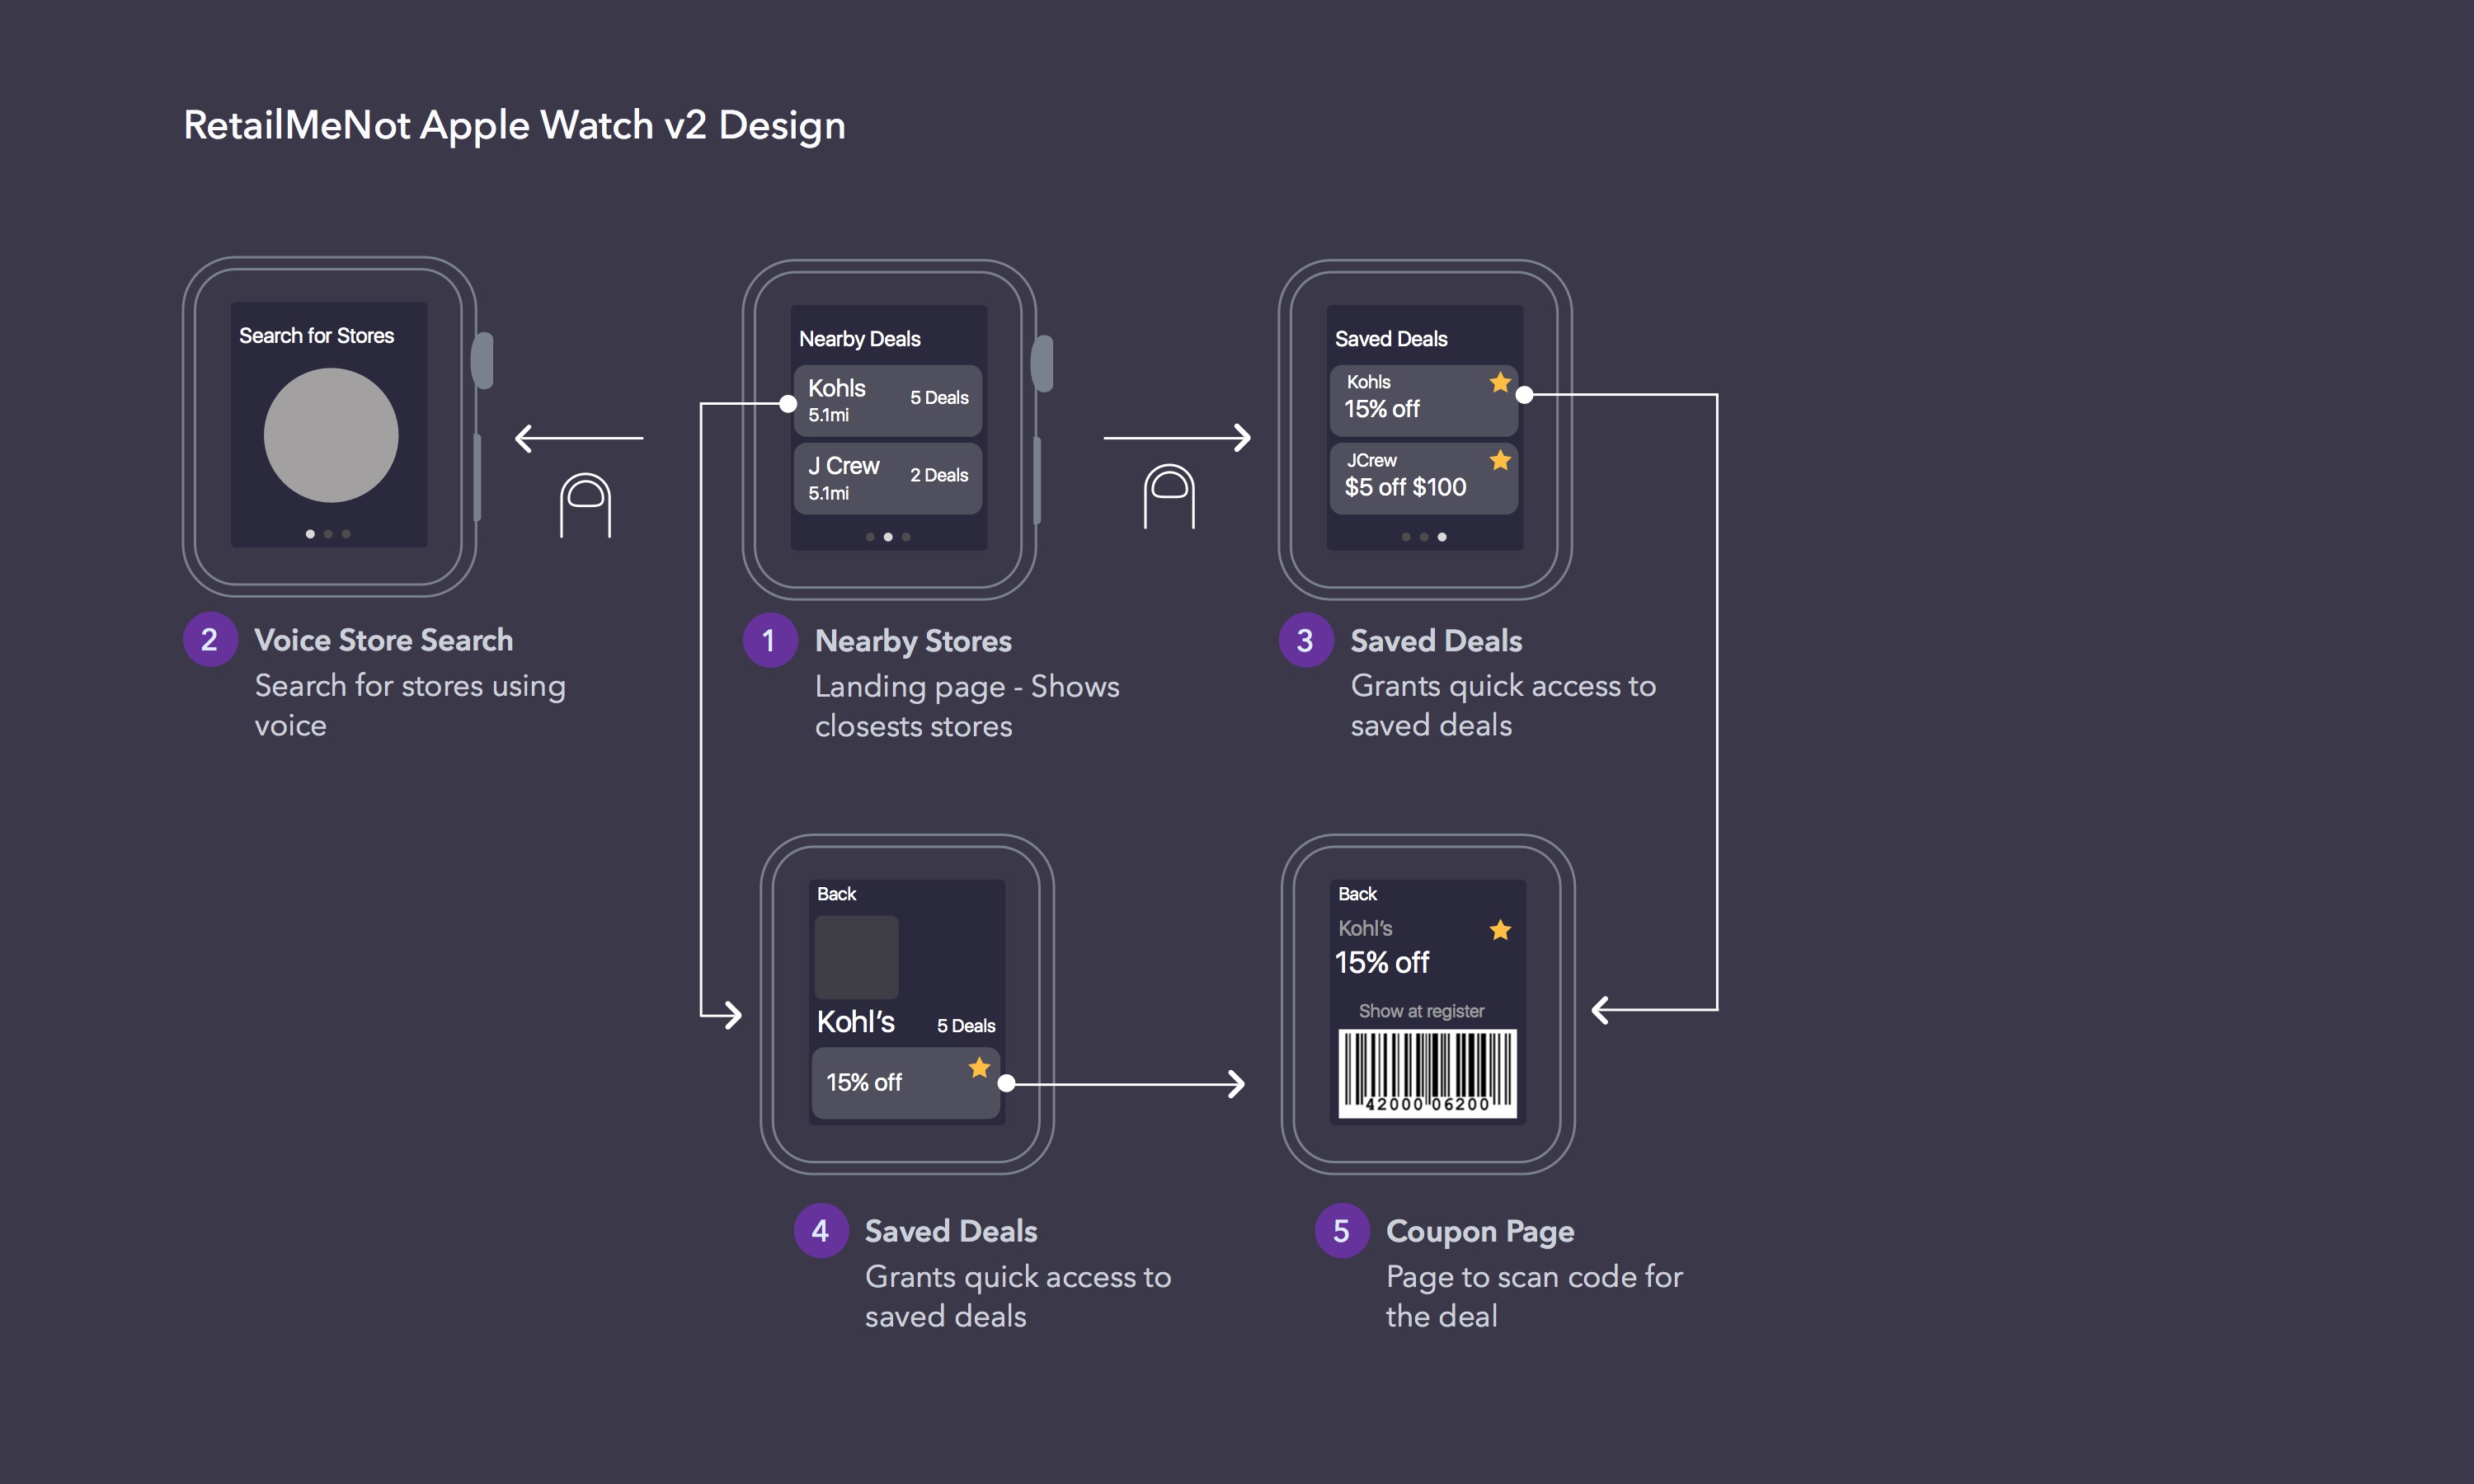 RetailMeNot Apple Watch v2 Design
Search for Stores
2
Voice Store Search
Search for stores using
voice
Nearby Deals
Kohls
5.1mi
5 Deals
J Crew
5.1mi
2 Deals
1
Nearby Stores
Landing page - Shows
closests stores
Saved Deals
Kohls
15% off
JCrew
$5 off $100
3
Saved Deals
Grants quick access to
saved deals
Back
Kohl's
5 Deals
15% off
4
Saved Deals
Grants quick access to
saved deals
Back
Kohl's
15% off
Show at register
42000 06200
5
Coupon Page
Page to scan code for
the deal